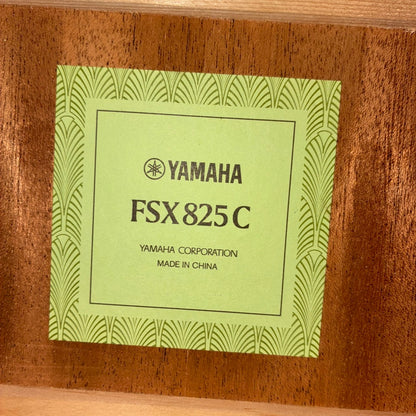 YAMAHA
FSX825C
YAMAHA CORPORATION
MADE IN CHINA